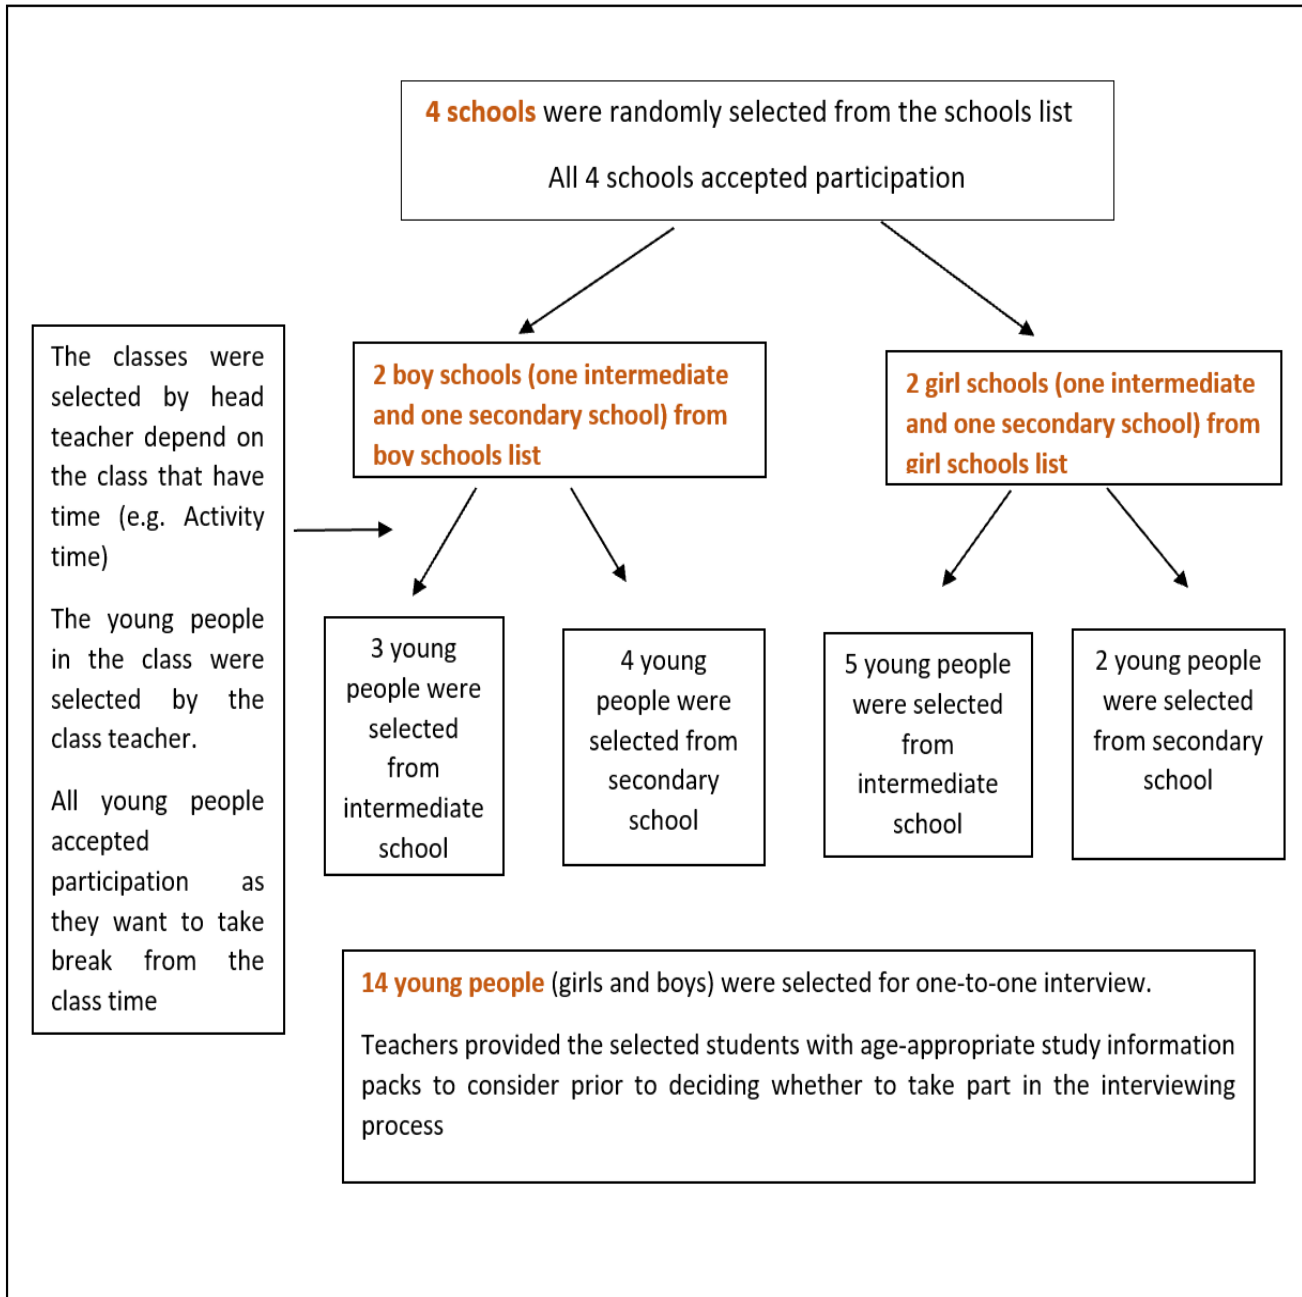 4 schools were randomly selected from the schools list
All 4 schools accepted participation
The classes were
selected by head
teacher depend on
the class that have
time (e.g. Activity
time)
The young people
in the class were
selected by the
class teacher.
All young people
accepted
participation as
they want to take
break from the
class time
2 boy schools (one intermediate
and one secondary school) from
boy schools list
2 girl schools (one intermediate
and one secondary school) from
girl schools list
3 young
people were
selected
from
intermediate
school
4 young
people were
selected from
secondary
school
5 young people
were selected
from
intermediate
school
2 young people
were selected
from secondary
school
14 young people (girls and boys) were selected for one-to-one interview.
Teachers provided the selected students with age-appropriate study information
packs to consider prior to deciding whether to take part in the interviewing
process